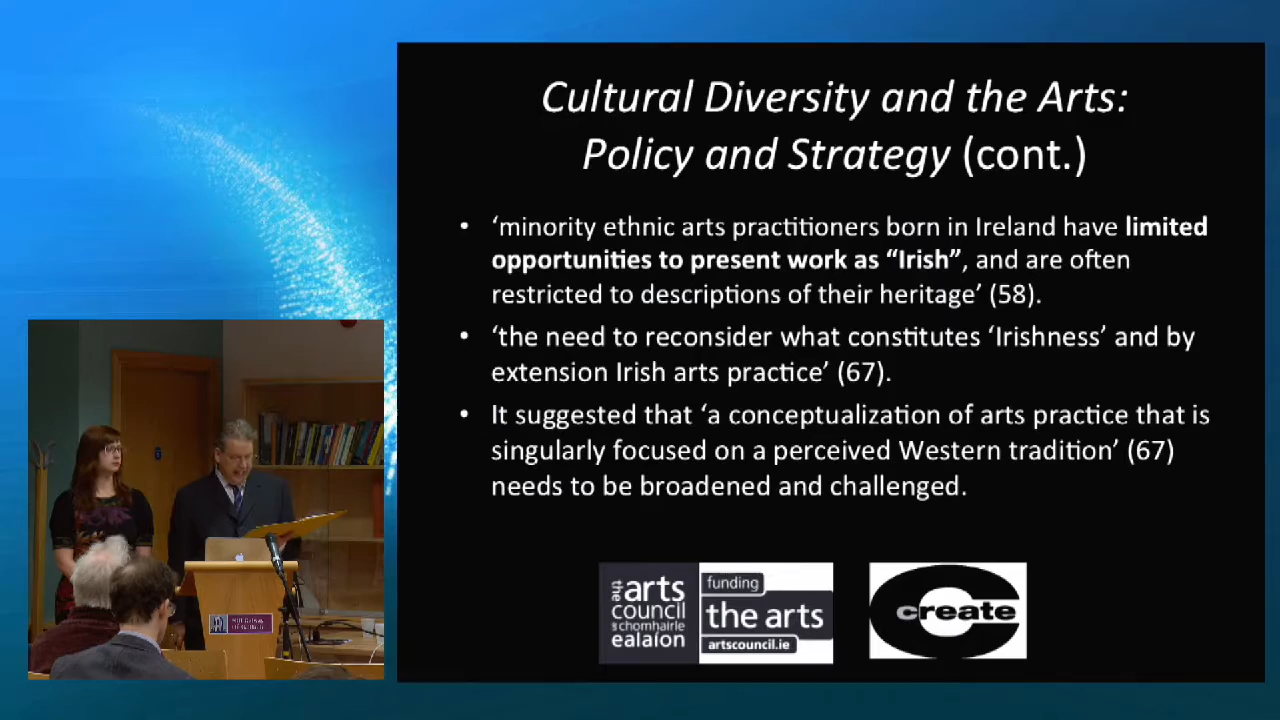 Cultural Diversity and the Arts:
Policy and Strategy (cont.)
• ‘minority ethnic arts practitioners born in Ireland have limited
opportunities to present work as “Irish”, and are often
restricted to descriptions of their heritage’ (58).
• ‘the need to reconsider what constitutes ‘Irishness’ and by
extension Irish arts practice’ (67).
• It suggested that ‘a conceptualization of arts practice that is
singularly focused on a perceived Western tradition’ (67)
needs to be broadened and challenged.
the arts
council
chomhairle
ealaíon
funding
the arts
artscouncil.ie
create